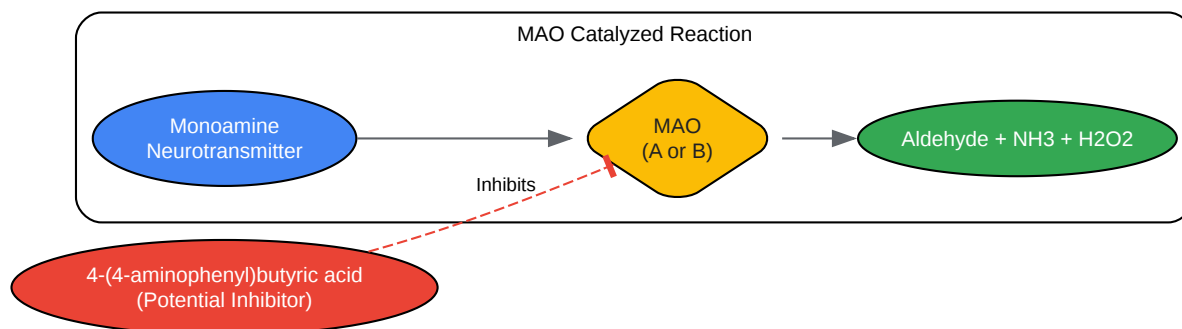 MAO Catalyzed Reaction
Monoamine
Neurotransmitter
MAO
(A or B)
Aldehyde + NH3 + H2O2
Inhibits
4-(4-aminophenyl)butyric acid
(Potential Inhibitor)